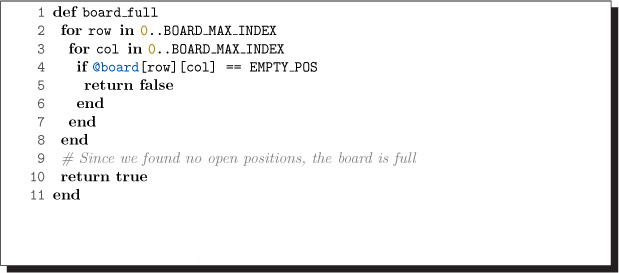 1 def board_full
2 for row in 0..BOARD_MAX_INDEX
3 for col in 0..BOARD_MAX_INDEX
4 if @board[row][col] == EMPTY_POS
5 return false
6 end
7 end
8 end
9 # Since we found no open positions, the board is full
10 return true
11 end